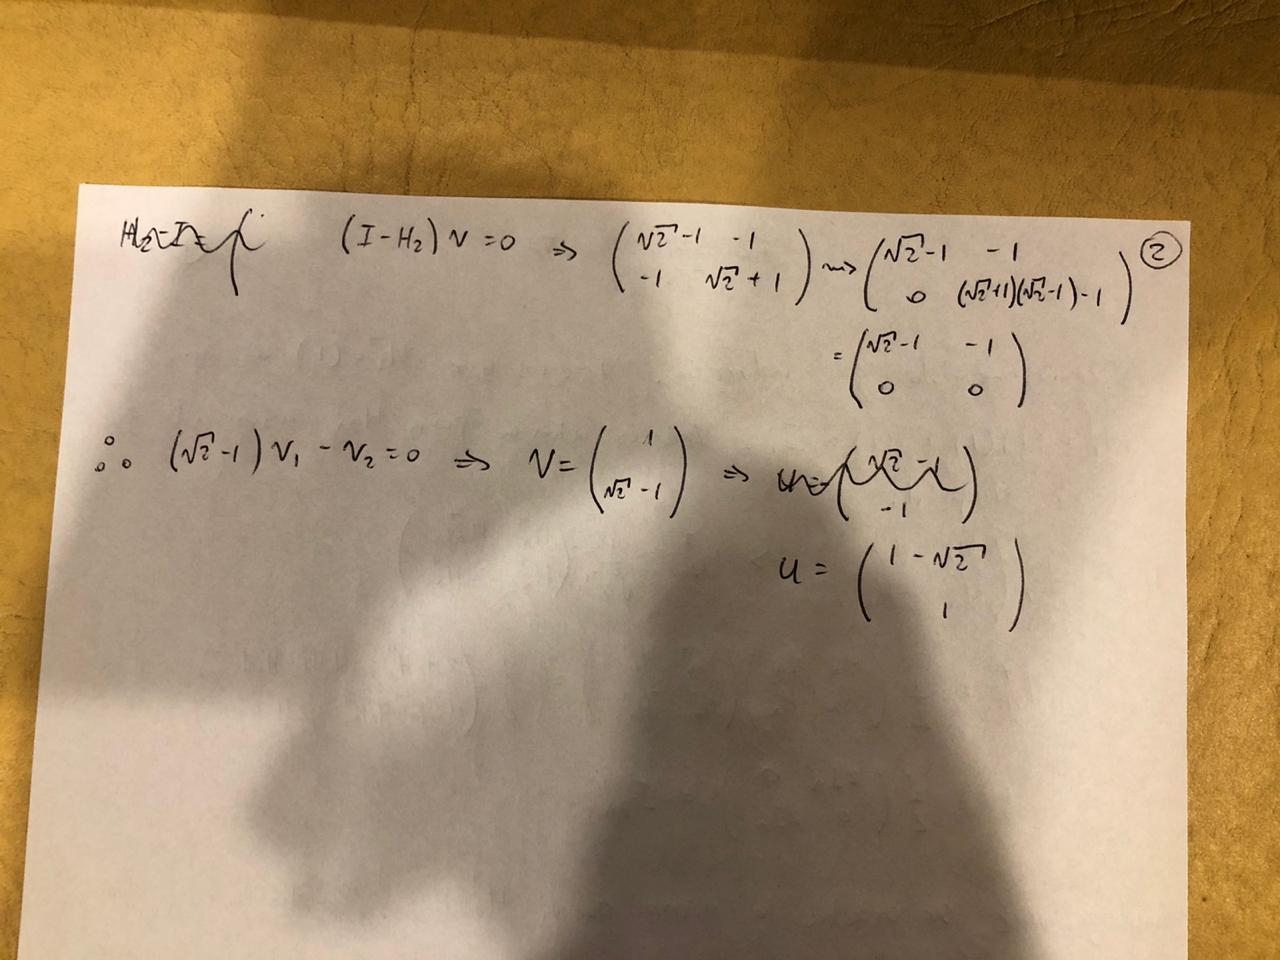 (I-H₂)v=0 ⇒ (√2-1 -1 ; -1 √2+1) ⇝ (√2-1 -1 ; 0 (√2+1)(√2-1)-1) ②
= (√2-1 -1 ; 0 0)
∴ (√2-1)v₁ - v₂ = 0 ⇒ v = (1 ; √2-1) ⇒
u = (1-√2 ; 1)